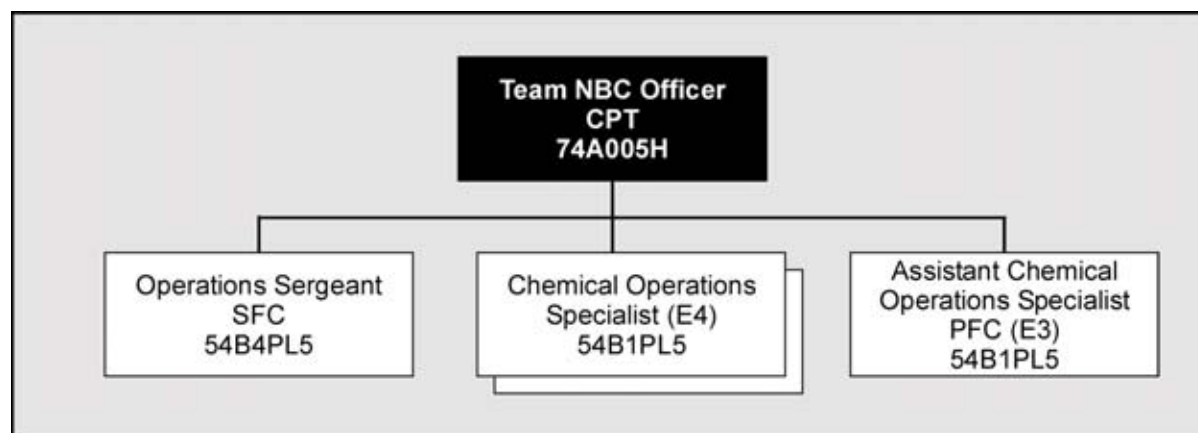 Team NBC Officer
CPT
74A005H
Operations Sergeant
SFC
54B4PL5
Chemical Operations
Specialist (E4)
54B1PL5
Assistant Chemical
Operations Specialist
PFC (E3)
54B1PL5